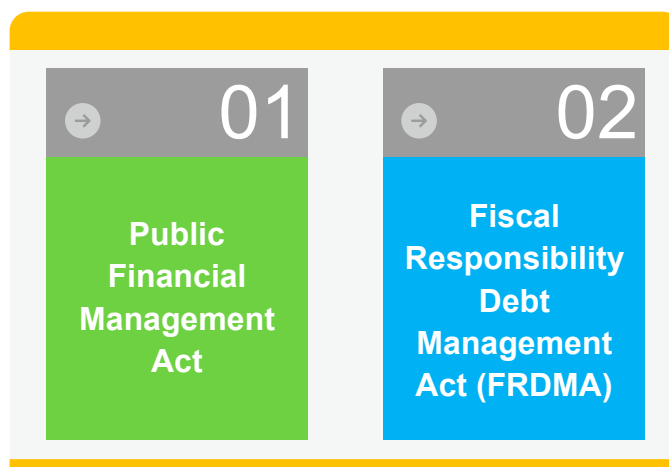 01
Public
Financial
Management
Act
02
Fiscal
Responsibility
Debt
Management
Act (FRDMA)